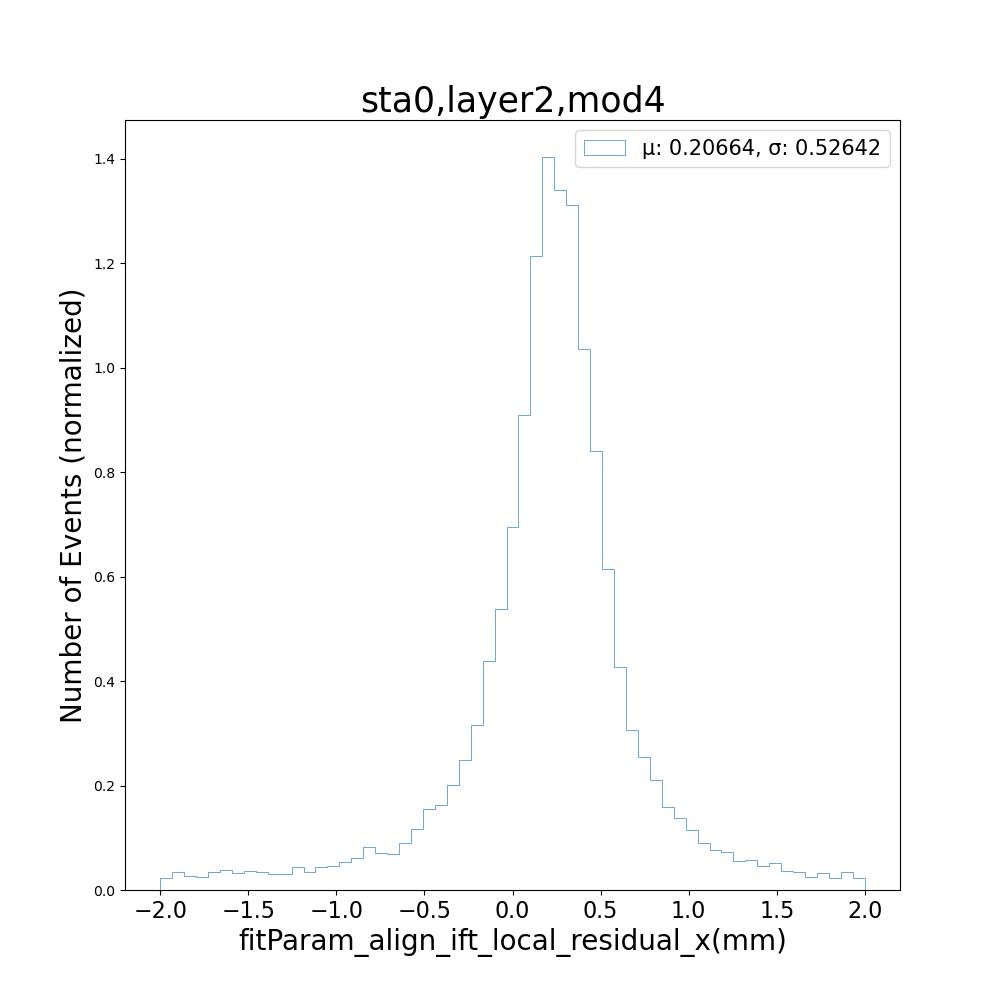 sta0,layer2,mod4
μ: 0.20664, σ: 0.52642
Number of Events (normalized)
1.4
1.2
1.0
0.8
0.6
0.4
0.2
0.0
−2.0 −1.5 −1.0 −0.5 0.0 0.5 1.0 1.5 2.0
fitParam_align_ift_local_residual_x(mm)